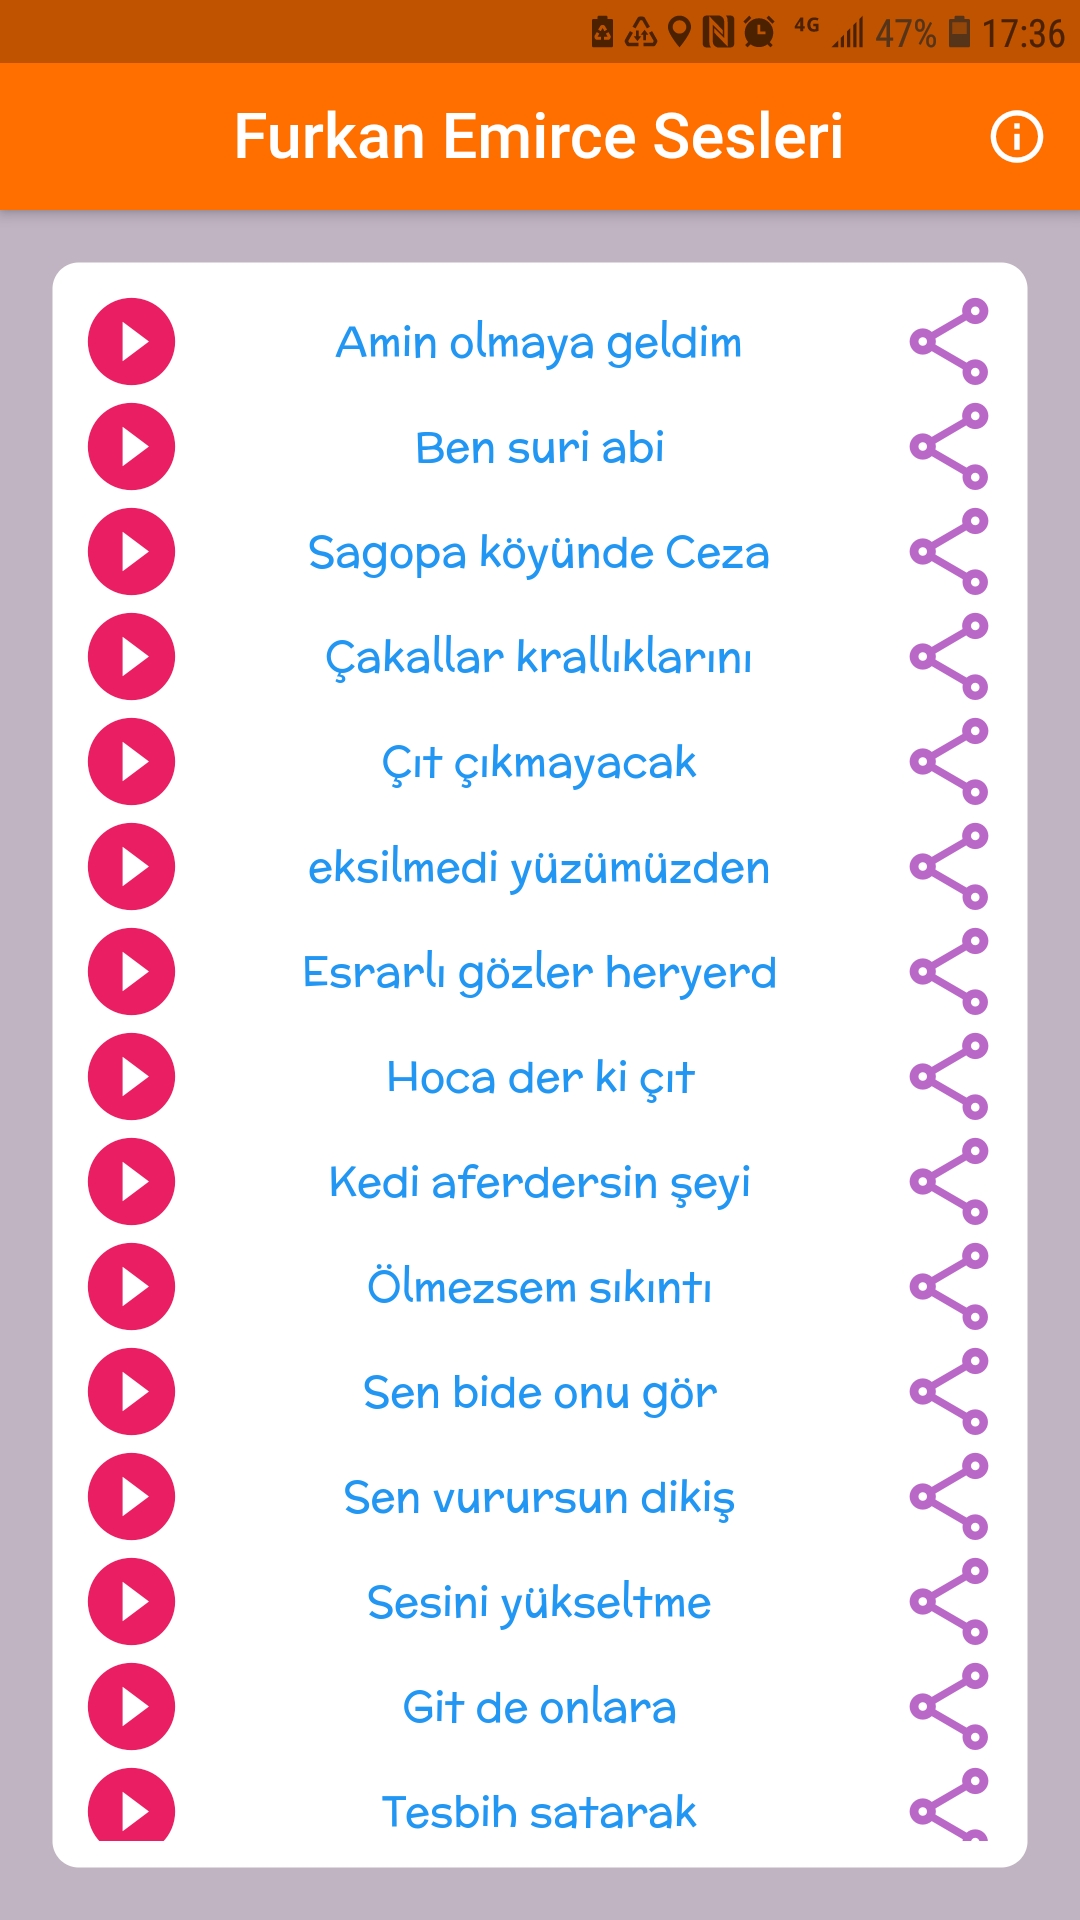 4G 47% 17:36
Furkan Emirce Sesleri
Amin olmaya geldim
Ben suri abi
Sagopa köyünde Ceza
Çakallar krallıklarını
Çıt çıkmayacak
eksilmedi yüzümüzden
Esrarlı gözler heryerd
Hoca der ki çıt
Kedi aferdersin şeyi
Ölmezsem sıkıntı
Sen bide onu gör
Sen vurursun dikiş
Sesini yükseltme
Git de onlara
Tesbih satarak